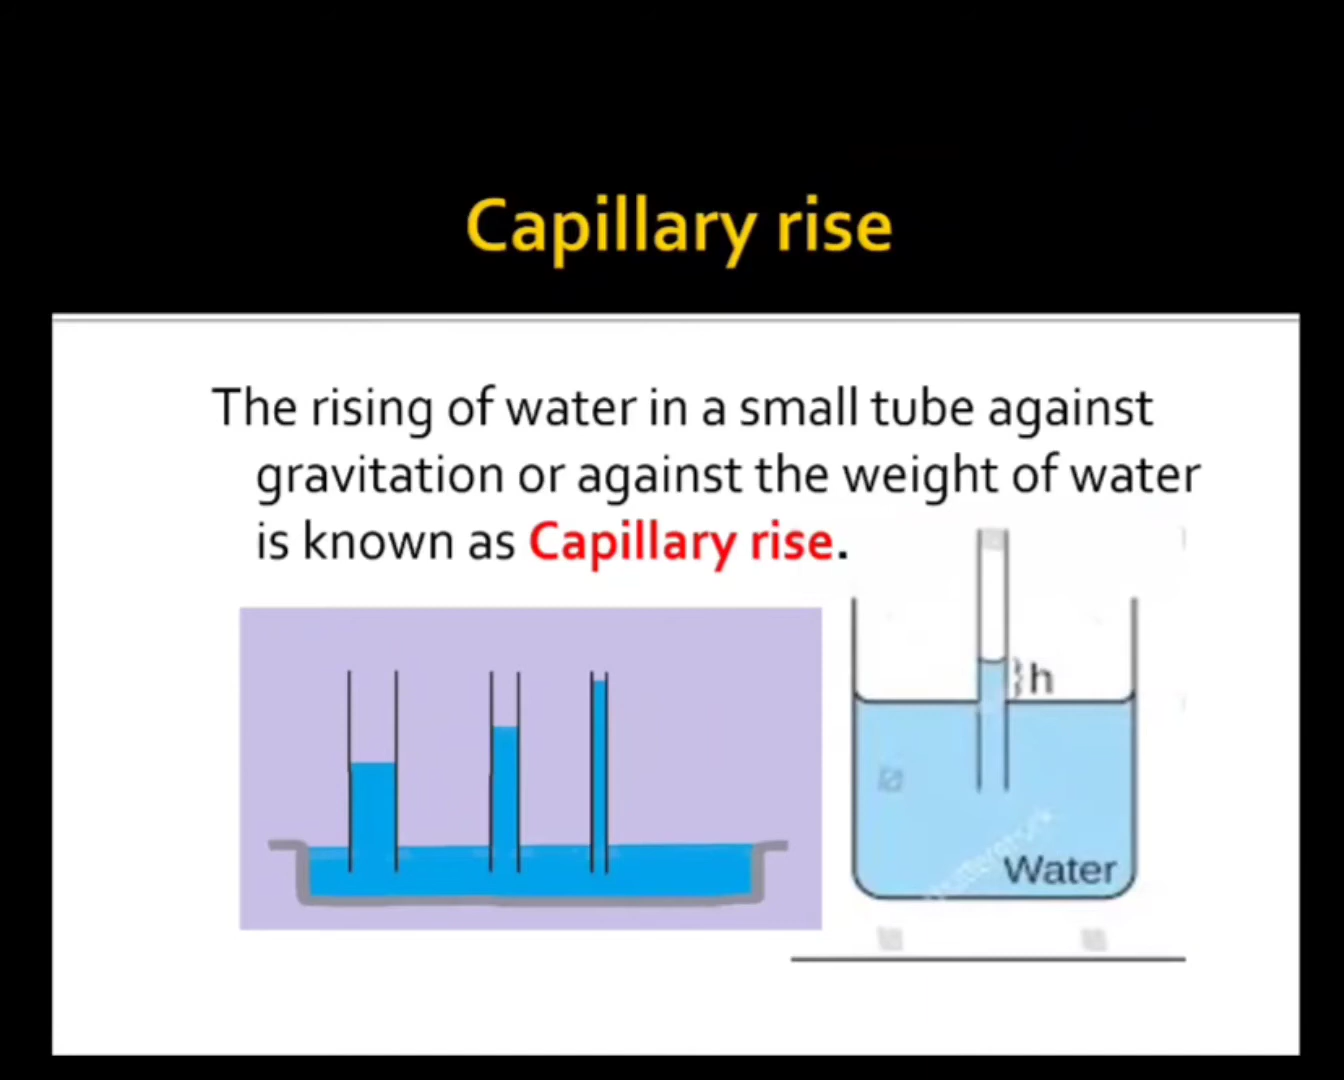 Capillary rise
The rising of water in a small tube against
gravitation or against the weight of water
is known as Capillary rise.
h
Water